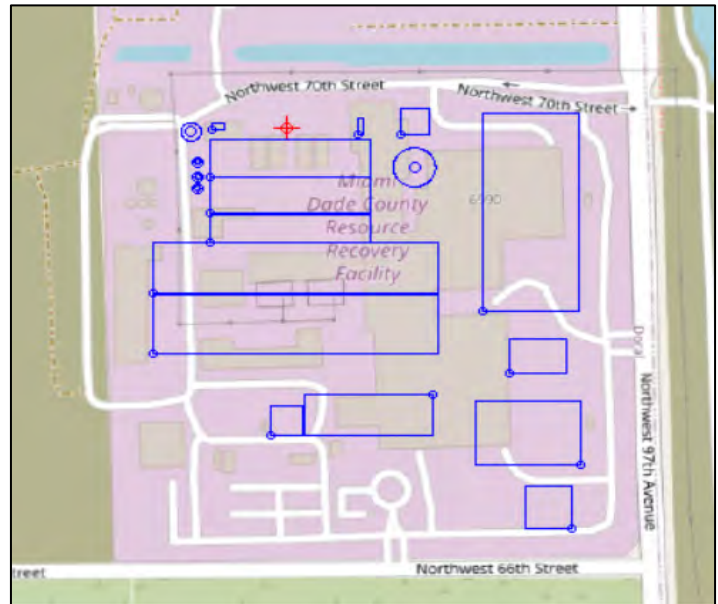 Northwest 70th Street
Northwest 70th Street
Miami
Dade County
6990
Resource
Recovery
Facility
Doral
Northwest 97th Avenue
Northwest 66th Street
treet